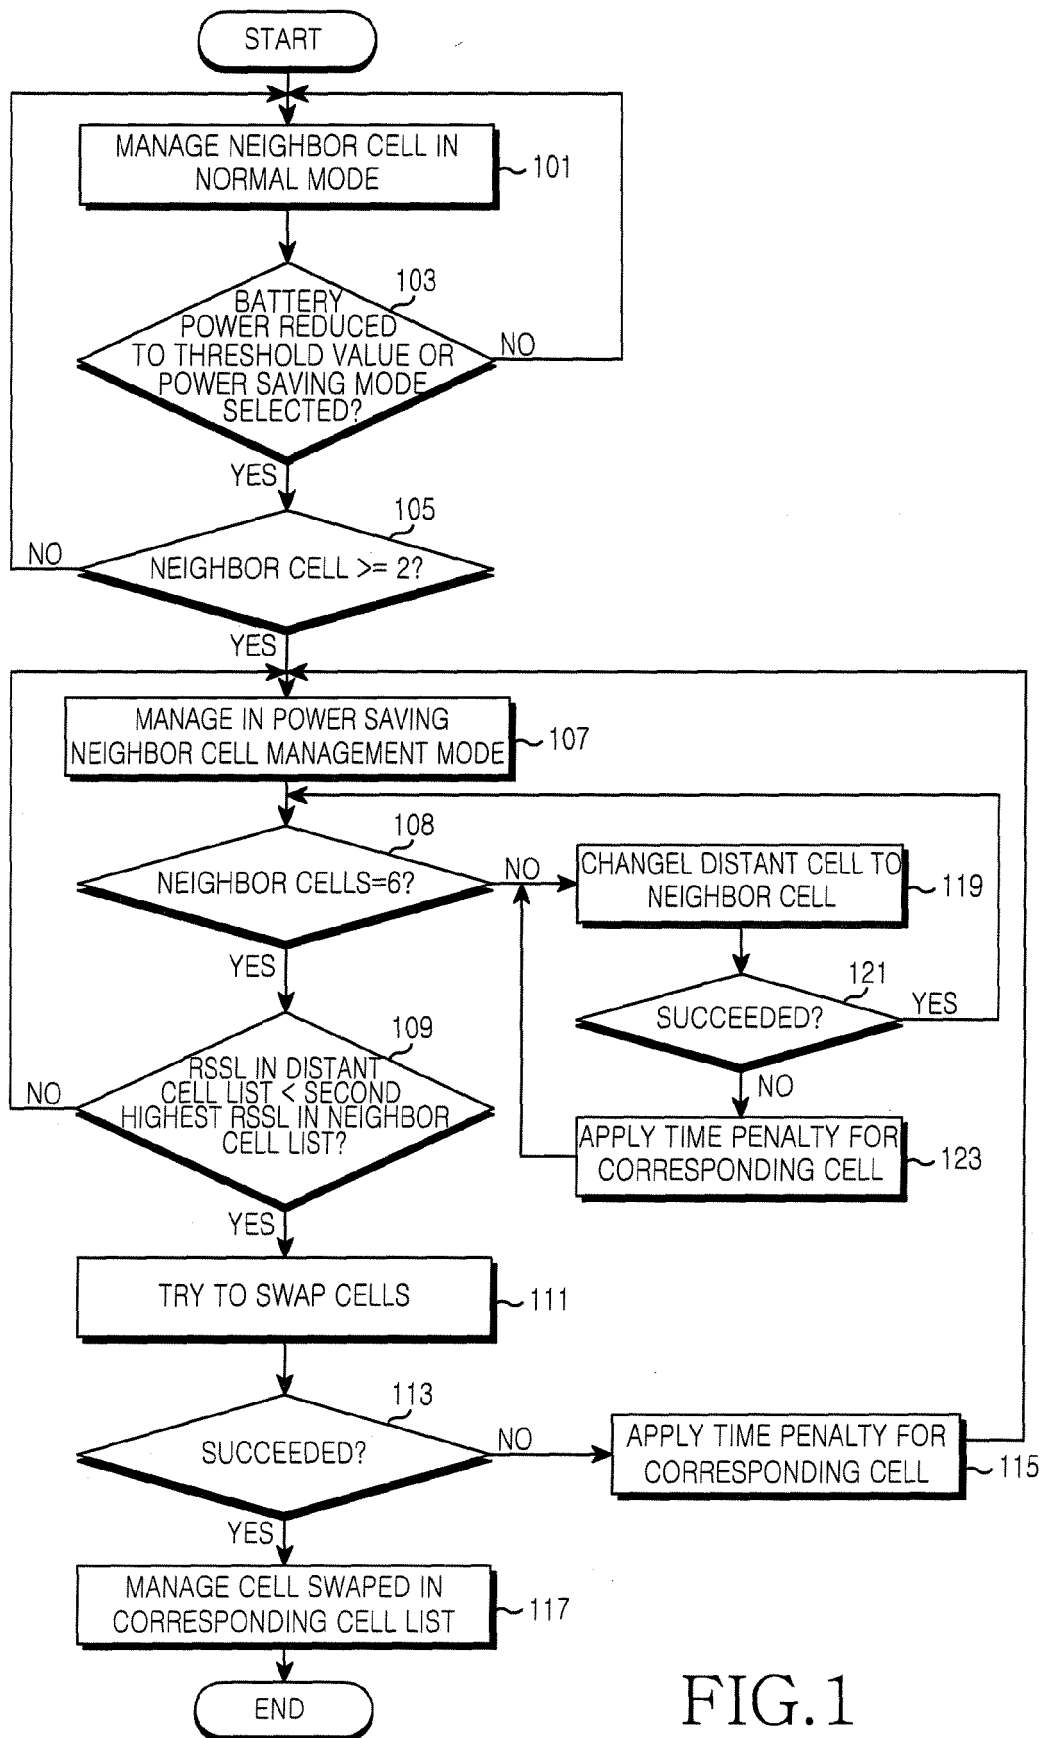 START
MANAGE NEIGHBOR CELL IN
NORMAL MODE
101
103
BATTERY
POWER REDUCED
TO THRESHOLD VALUE OR
POWER SAVING MODE
SELECTED?
NO
YES
105
NEIGHBOR CELL >= 2?
NO
YES
MANAGE IN POWER SAVING
NEIGHBOR CELL MANAGEMENT MODE
107
108
NEIGHBOR CELLS=6?
NO
YES
CHANGEL DISTANT CELL TO
NEIGHBOR CELL
119
121
SUCCEEDED?
YES
NO
APPLY TIME PENALTY FOR
CORRESPONDING CELL
123
109
RSSL IN DISTANT
CELL LIST < SECOND
HIGHEST RSSL IN NEIGHBOR
CELL LIST?
NO
YES
TRY TO SWAP CELLS
111
113
SUCCEEDED?
NO
YES
APPLY TIME PENALTY FOR
CORRESPONDING CELL
115
MANAGE CELL SWAPED IN
CORRESPONDING CELL LIST
117
END
FIG.1